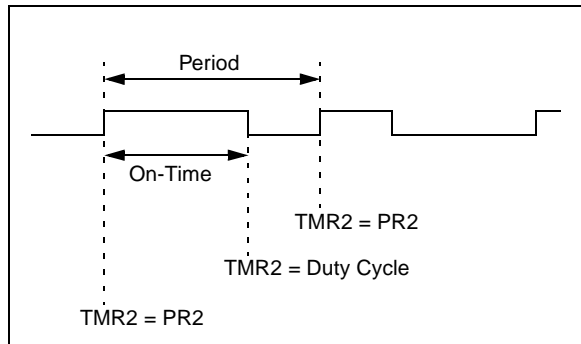 Period
On-Time
TMR2 = PR2
TMR2 = Duty Cycle
TMR2 = PR2